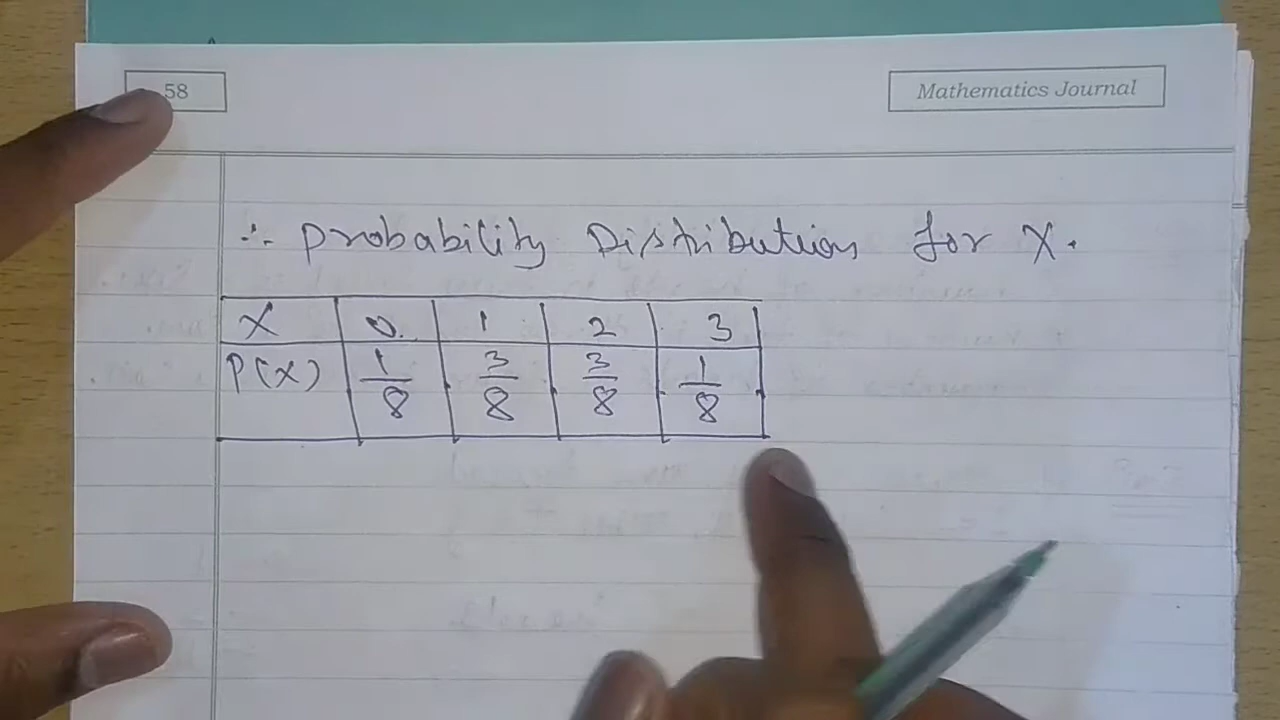 58
Mathematics Journal
∴ Probability Distribution for X.
X 0 1 2 3
P(X) 1/8 3/8 3/8 1/8